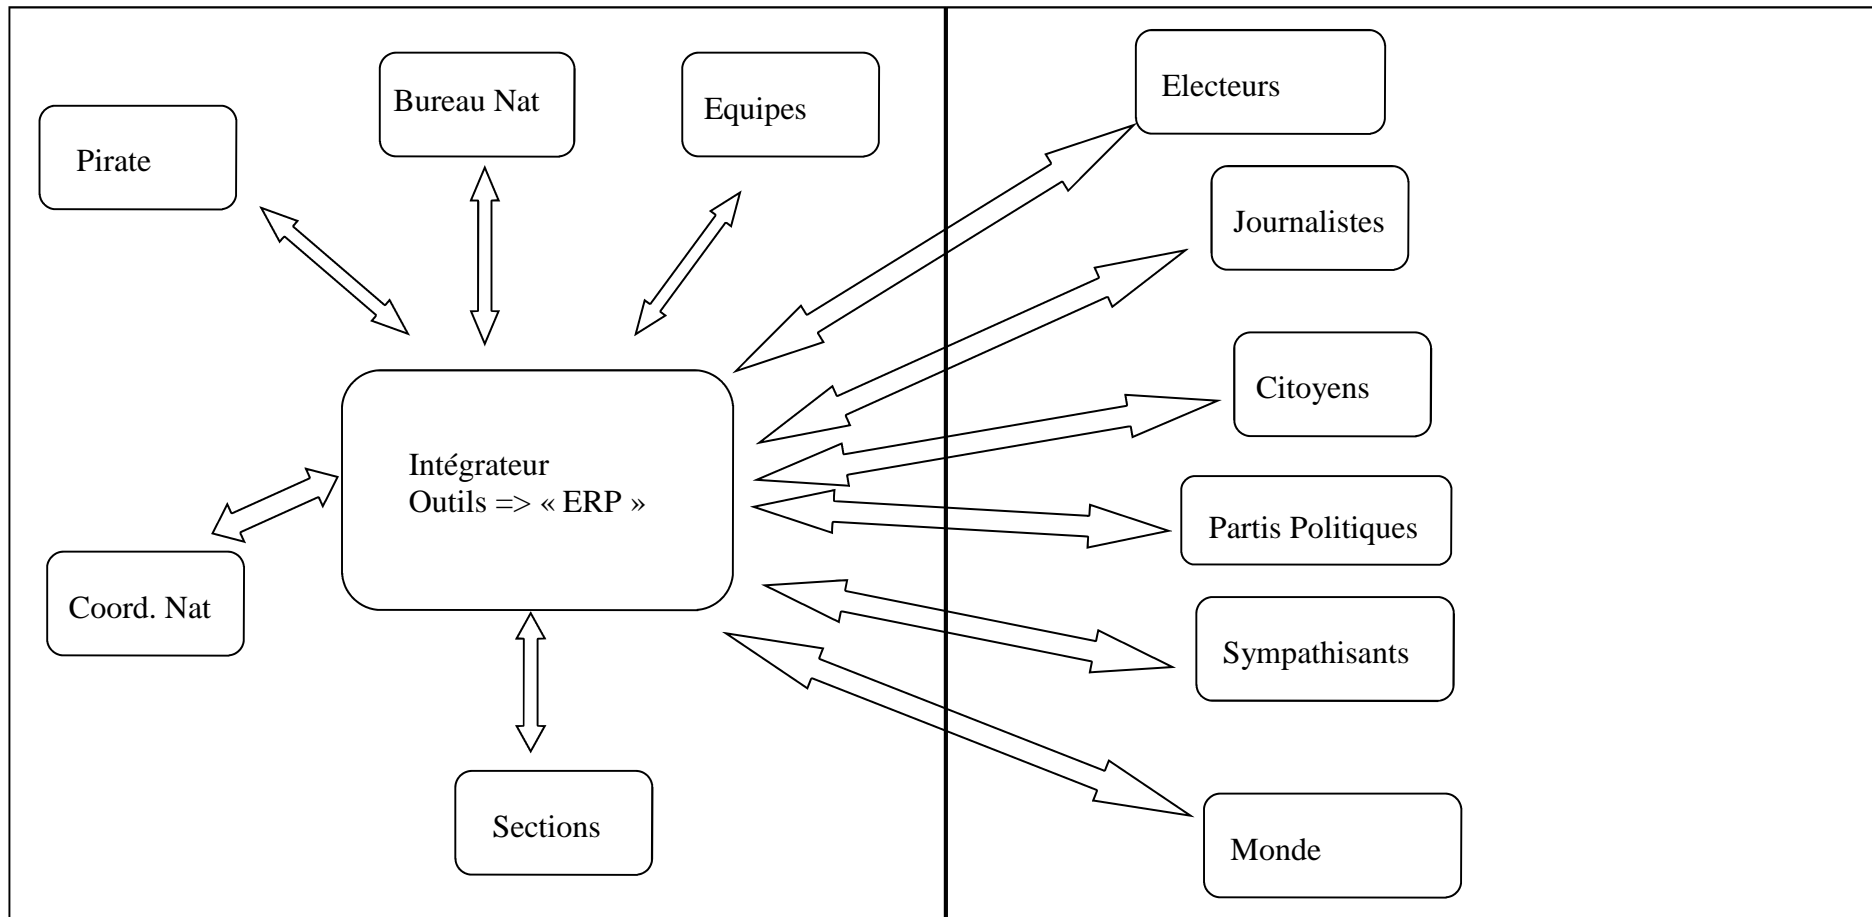 Pirate
Bureau Nat
Equipes
Intégrateur
Outils => « ERP »
Coord. Nat
Sections
Electeurs
Journalistes
Citoyens
Partis Politiques
Sympathisants
Monde